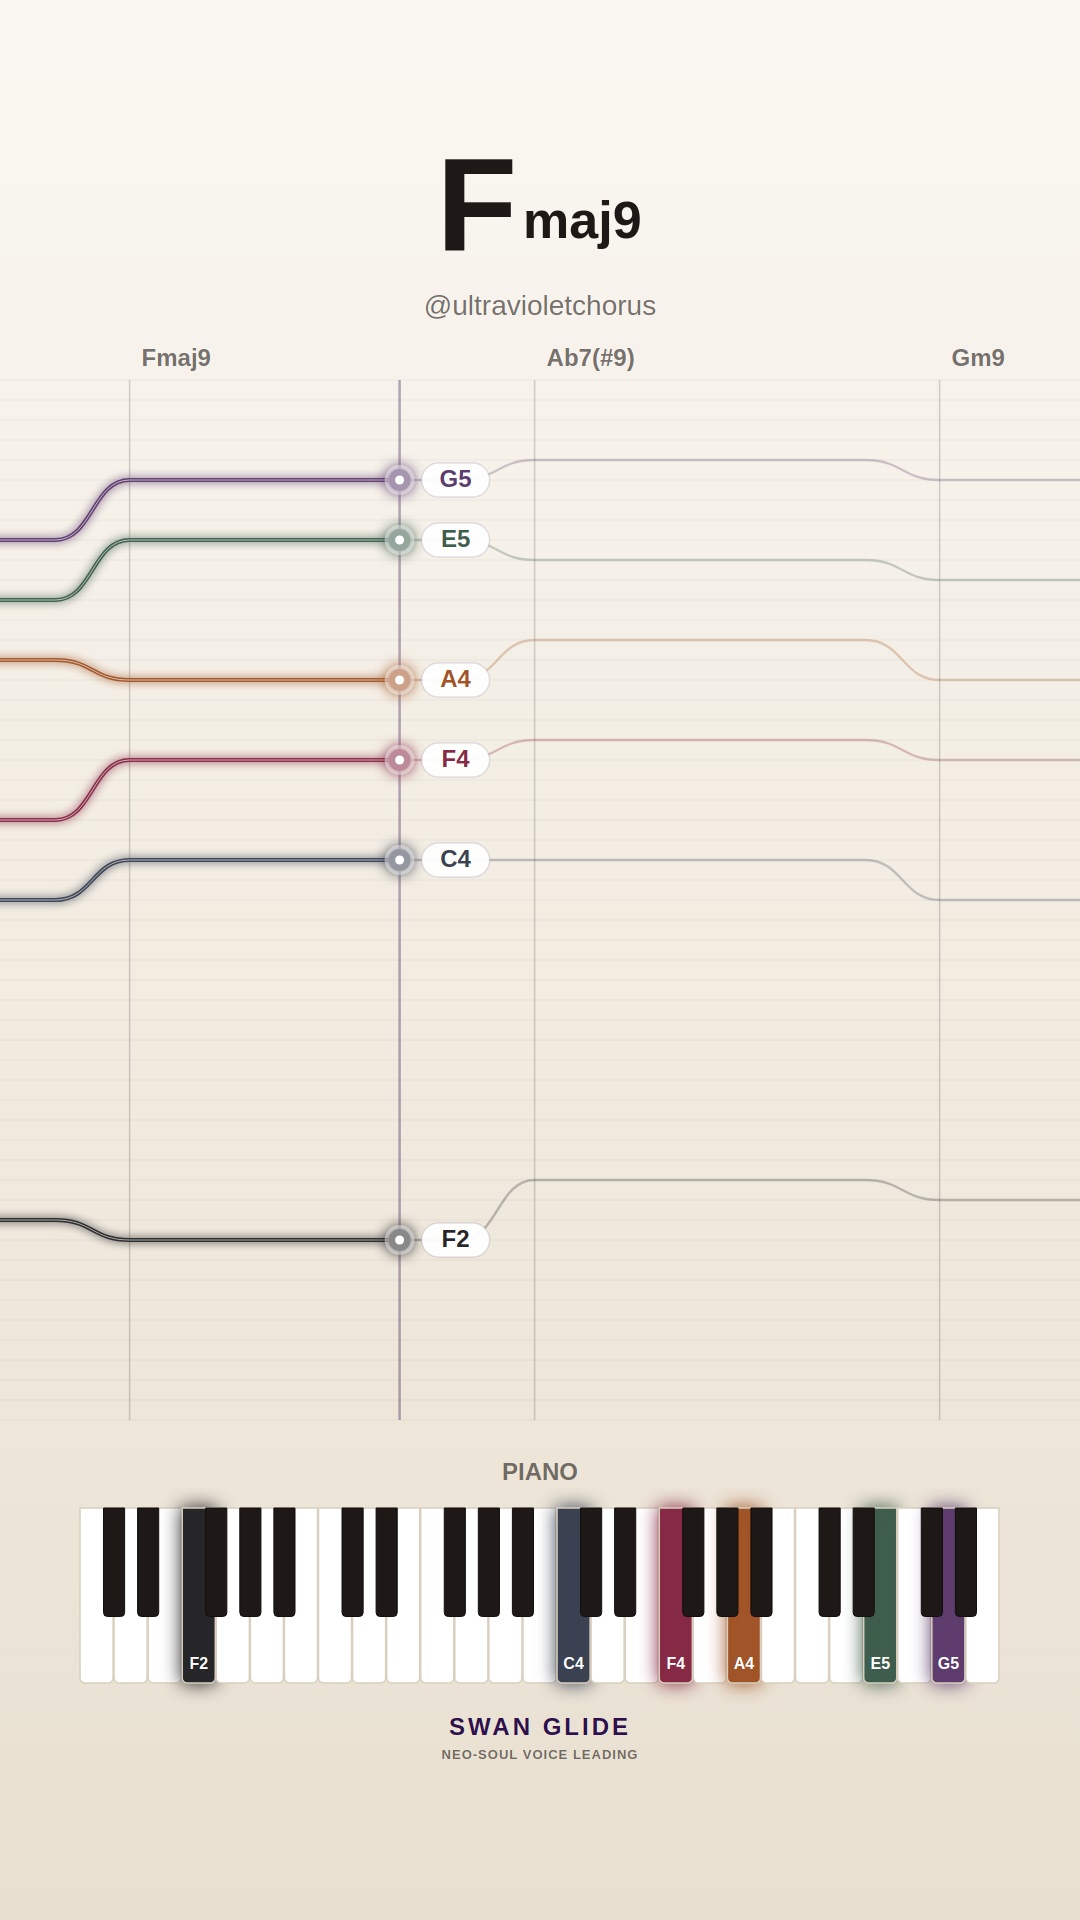 Fmaj9
@ultravioletchorus
Fmaj9 Ab7(#9) Gm9
G5
E5
A4
F4
C4
F2
PIANO
F2 C4 F4 A4 E5 G5
SWAN GLIDE
NEO-SOUL VOICE LEADING